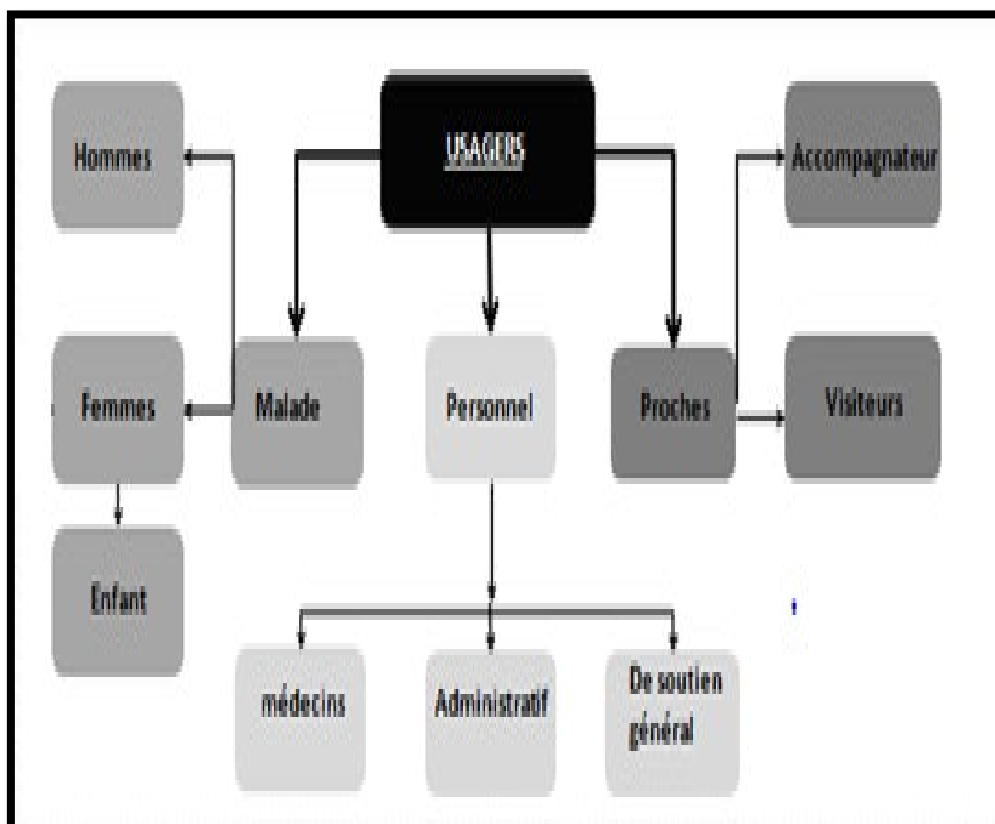 USAGERS
Hommes
Accompagnateur
Femmes
Malade
Personnel
Proches
Visiteurs
Enfant
médecins
Administratif
De soutien
général